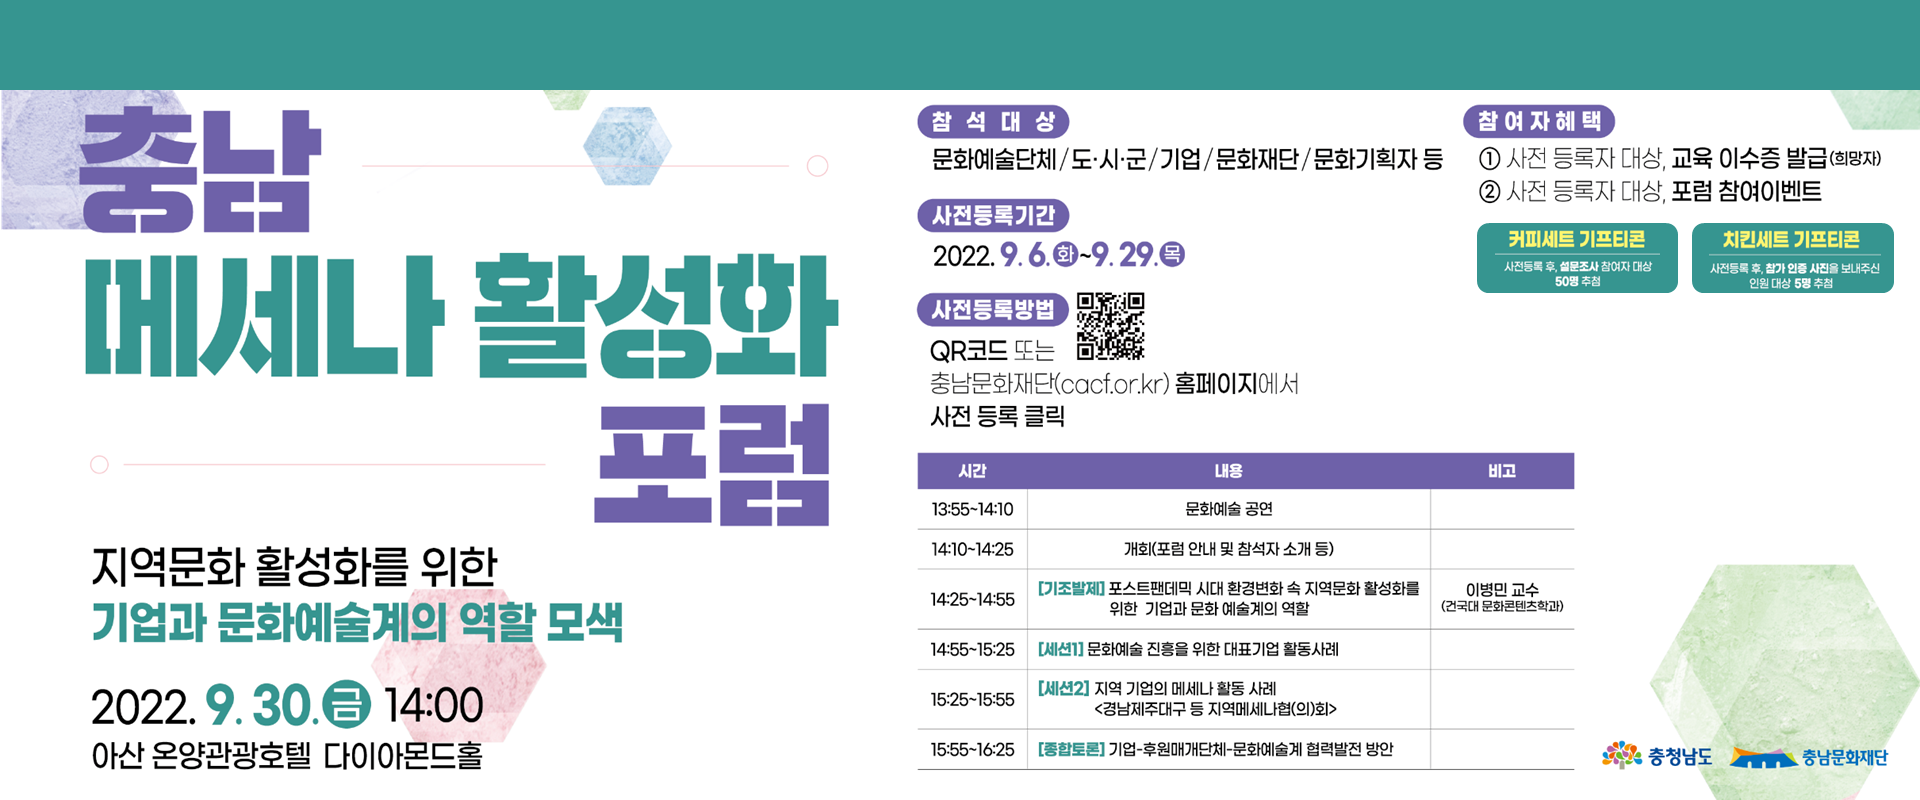 충남
메세나 활성화
포럼
지역문화 활성화를 위한
기업과 문화예술계의 역할 모색
2022. 9. 30. 금 14:00
아산 온양관광호텔 다이아몬드홀
참 석 대 상
문화예술단체/도·시·군/기업/문화재단/문화기획자 등
사전등록기간
2022. 9. 6. 화~9. 29. 목
사전등록방법
QR코드 또는
충남문화재단(cacf.or.kr) 홈페이지에서
사전 등록 클릭
참 여 자 혜 택
① 사전 등록자 대상, 교육 이수증 발급(희망자)
② 사전 등록자 대상, 포럼 참여이벤트
커피세트 기프티콘
사전등록 후, 설문조사 참여자 대상
50명 추첨
치킨세트 기프티콘
사전등록 후, 참가 인증 사진을 보내주신
인원 대상 5명 추첨
시간 내용 비고
13:55~14:10 문화예술 공연
14:10~14:25 개회(포럼 안내 및 참석자 소개 등)
14:25~14:55 [기조발제] 포스트팬데믹 시대 환경변화 속 지역문화 활성화를 이병민 교수
위한 기업과 문화 예술계의 역할 (건국대 문화콘텐츠학과)
14:55~15:25 [세션1] 문화예술 진흥을 위한 대표기업 활동사례
15:25~15:55 [세션2] 지역 기업의 메세나 활동 사례
<경남제주대구 등 지역메세나협(의)회>
15:55~16:25 [종합토론] 기업-후원매개단체-문화예술계 협력발전 방안
충청남도 충남문화재단